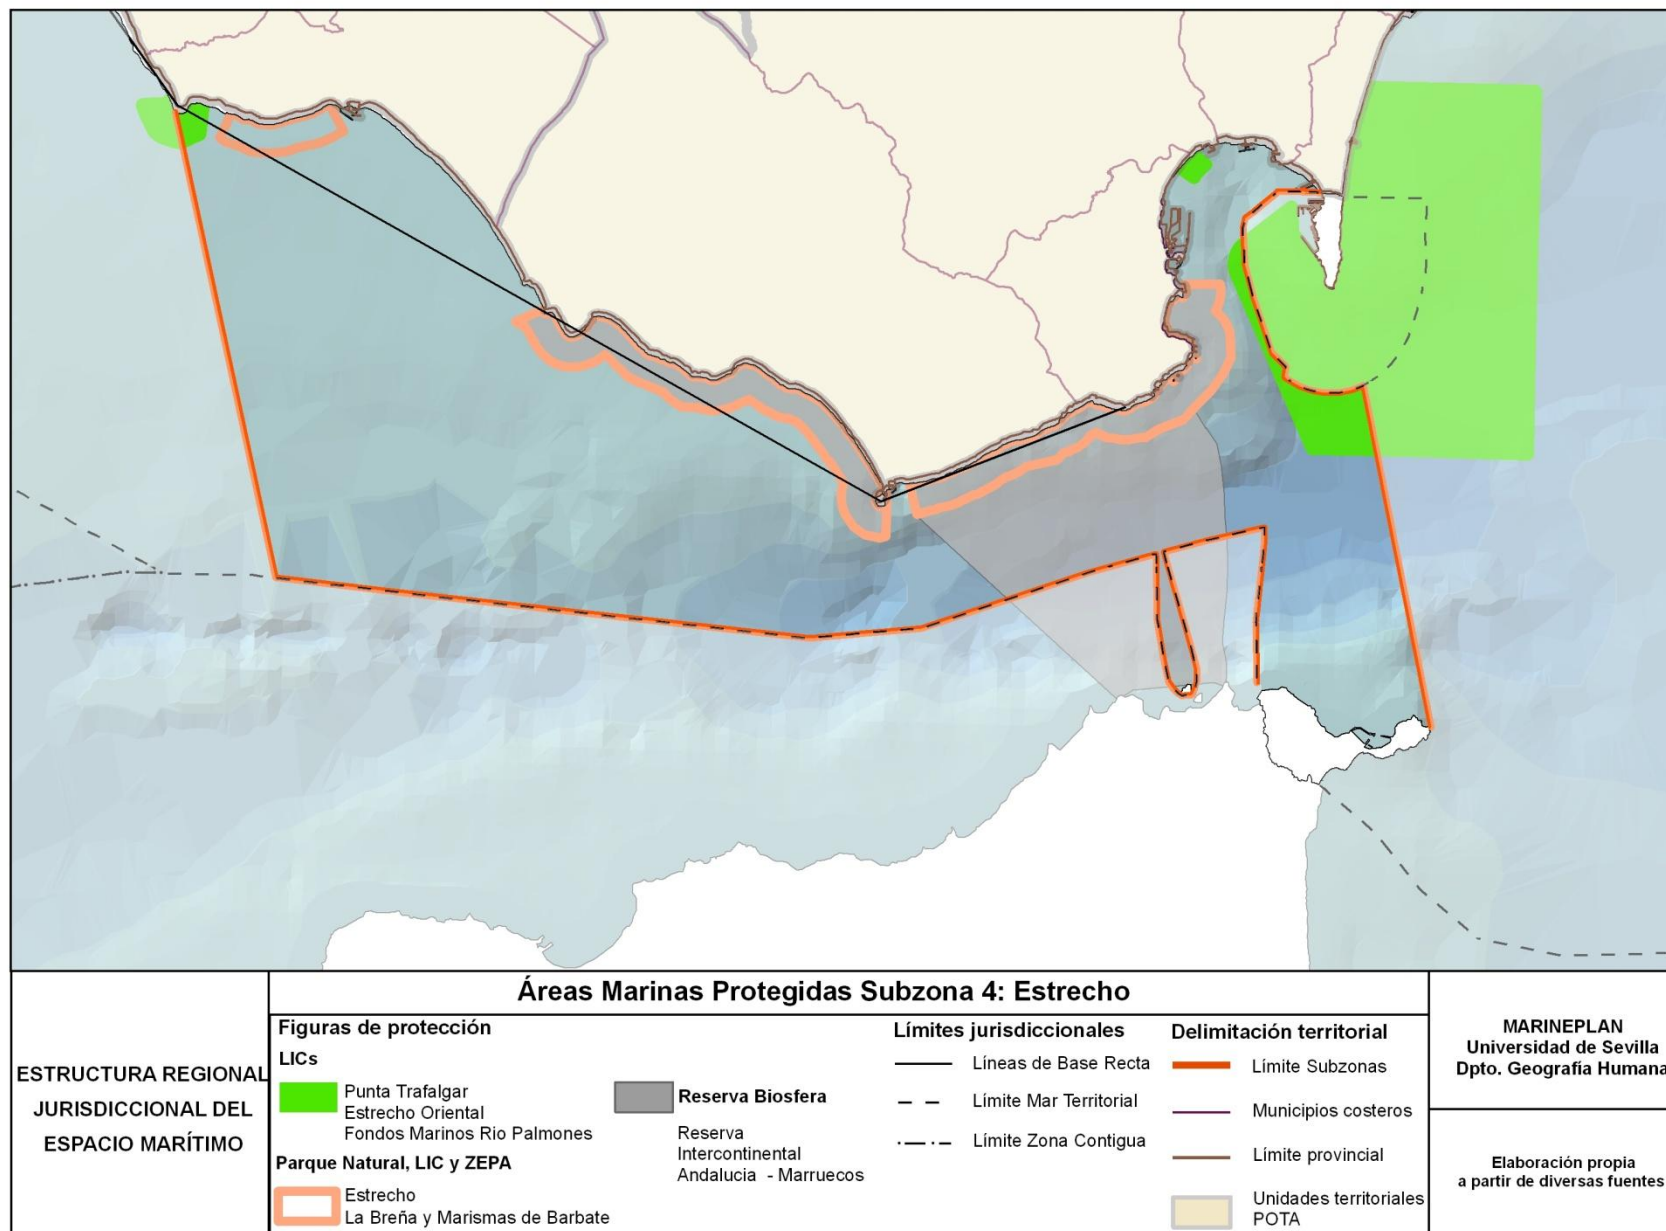 Áreas Marinas Protegidas Subzona 4: Estrecho
ESTRUCTURA REGIONAL
JURISDICCIONAL DEL
ESPACIO MARÍTIMO
Figuras de protección
LICs
Punta Trafalgar
Estrecho Oriental
Fondos Marinos Rio Palmones
Parque Natural, LIC y ZEPA
Estrecho
La Breña y Marismas de Barbate
Reserva Biosfera
Reserva
Intercontinental
Andalucia - Marruecos
Límites jurisdiccionales
Líneas de Base Recta
Límite Mar Territorial
Límite Zona Contigua
Delimitación territorial
Límite Subzonas
Municipios costeros
Límite provincial
Unidades territoriales
POTA
MARINEPLAN
Universidad de Sevilla
Dpto. Geografía Humana
Elaboración propia
a partir de diversas fuentes